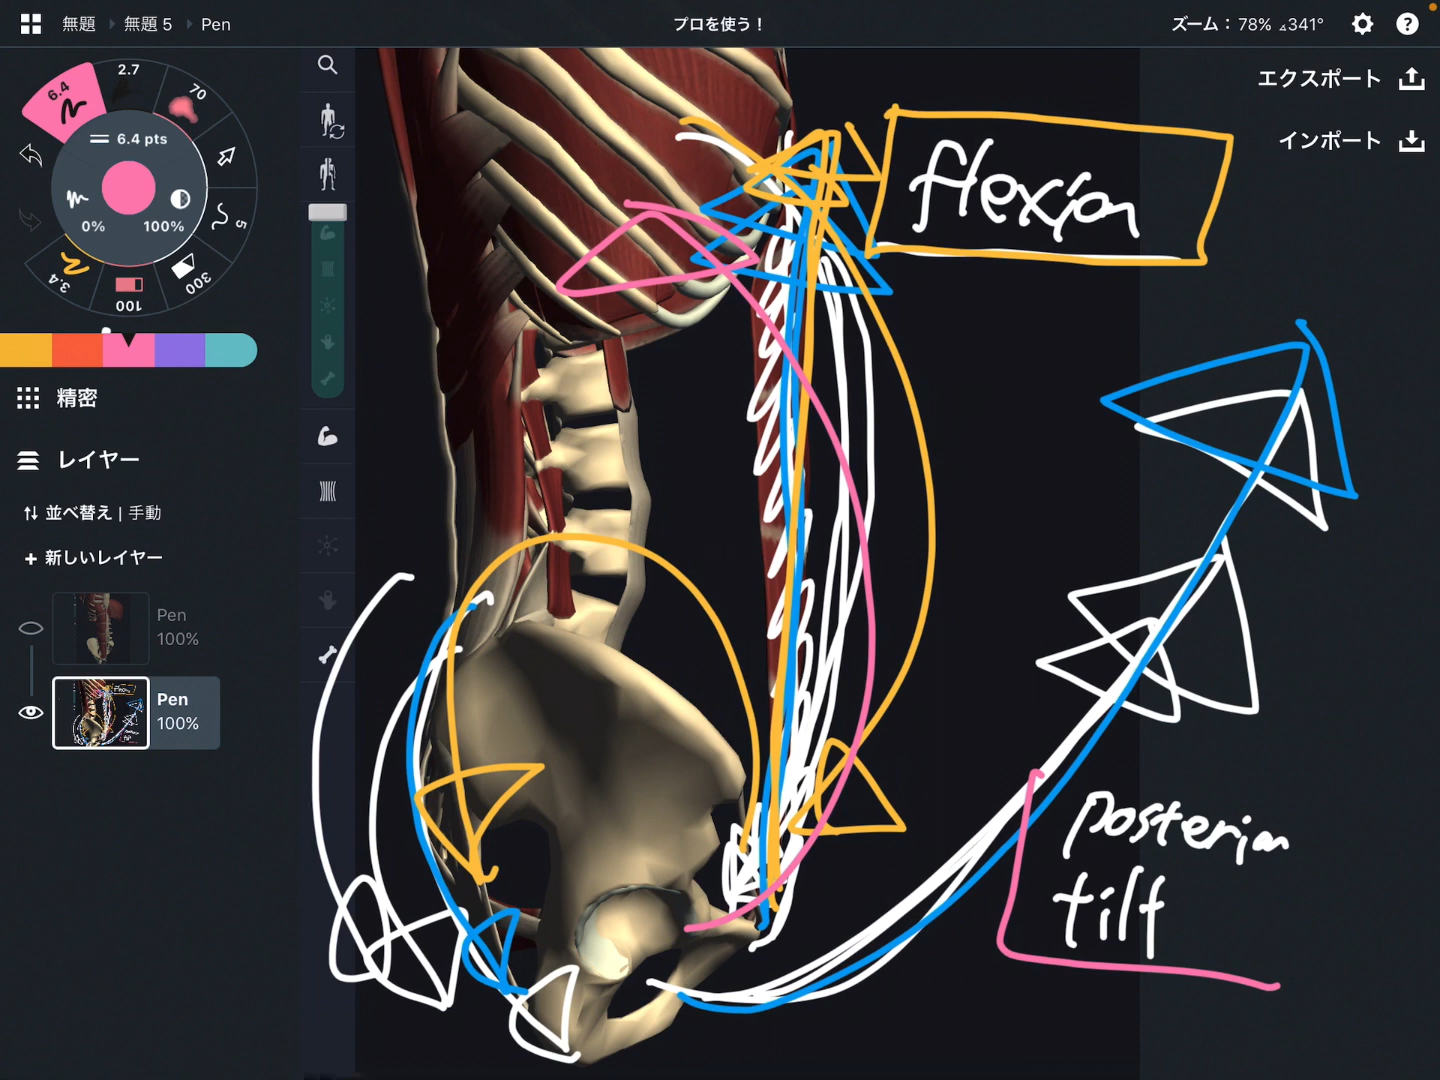 無題 無題 5 Pen
プロを使う！
ズーム： 78% ⊿341°
エクスポート
インポート
2.7
6.4
70
6.4 pts
0% 100%
5
3.4
100
300
精密
レイヤー
並べ替え | 手動
+ 新しいレイヤー
Pen
100%
Pen
100%
flexion
posterior
tilt